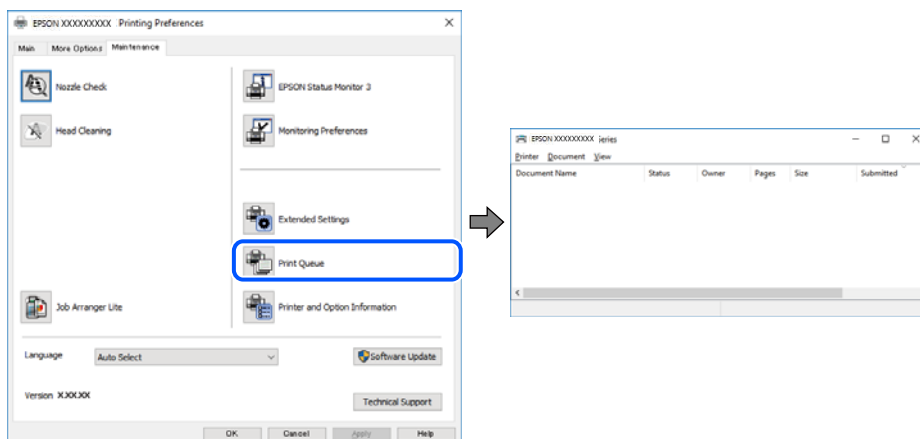 EPSON XXXXXXXXX Printing Preferences
Main More Options Maintenance
Nozzle Check
Head Cleaning
Job Arranger Lite
EPSON Status Monitor 3
Monitoring Preferences
Extended Settings
Print Queue
Printer and Option Information
Language Auto Select Software Update
Version X.XX.XX
Technical Support
OK Cancel Apply Help
EPSON XXXXXXXXX ieries
Printer Document View
Document Name Status Owner Pages Size Submitted